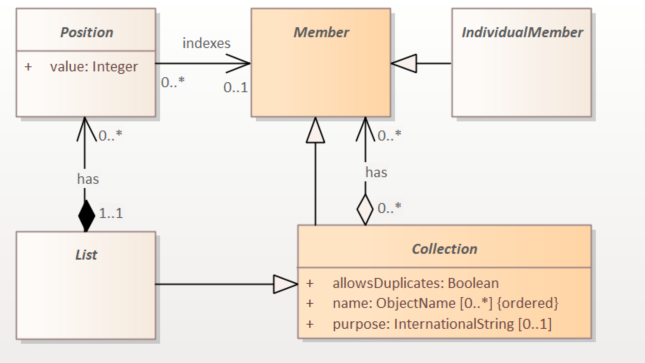 Position
+ value: Integer
indexes
0..*
0..1
Member
IndividualMember
0..*
has
1..1
0..*
has
0..*
List
Collection
+ allowsDuplicates: Boolean
+ name: ObjectName [0..*] {ordered}
+ purpose: InternationalString [0..1]